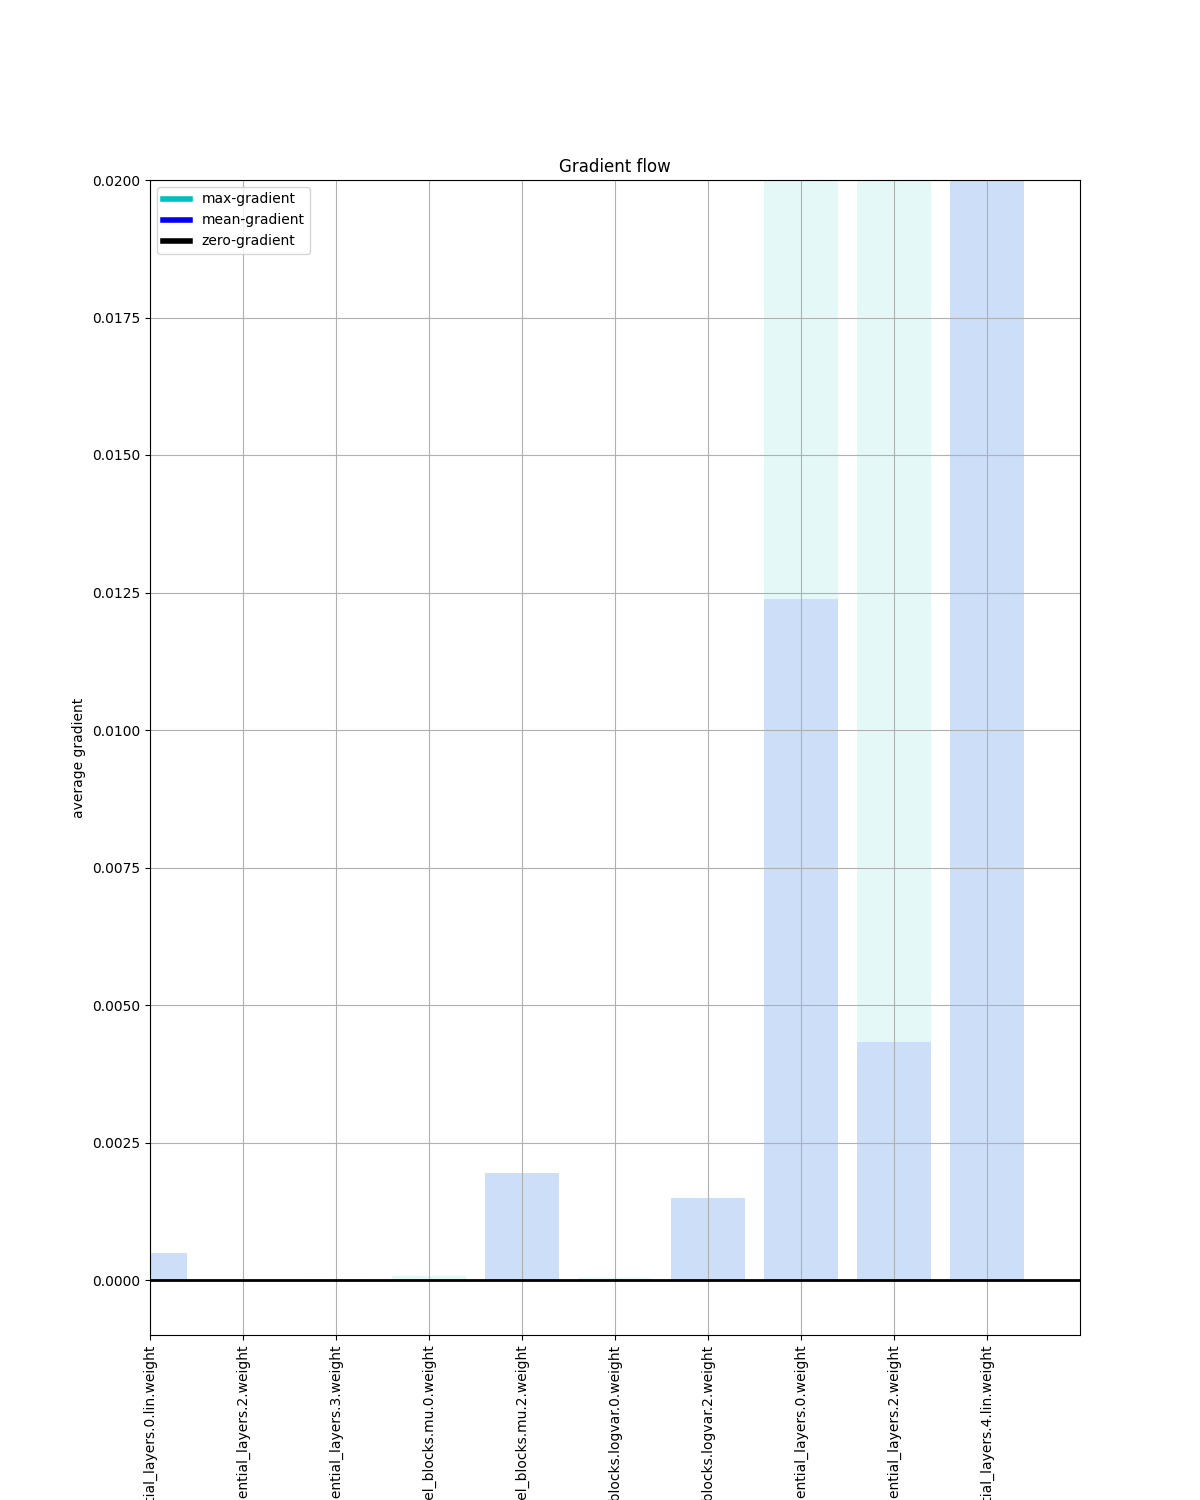 Gradient flow
max-gradient
mean-gradient
zero-gradient
0.0200
0.0175
0.0150
0.0125
0.0100
0.0075
0.0050
0.0025
0.0000
average gradient
tial_layers.0.lin.weight
ential_layers.2.weight
ential_layers.3.weight
el_blocks.mu.0.weight
el_blocks.mu.2.weight
blocks.logvar.0.weight
blocks.logvar.2.weight
ential_layers.0.weight
ential_layers.2.weight
tial_layers.4.lin.weight